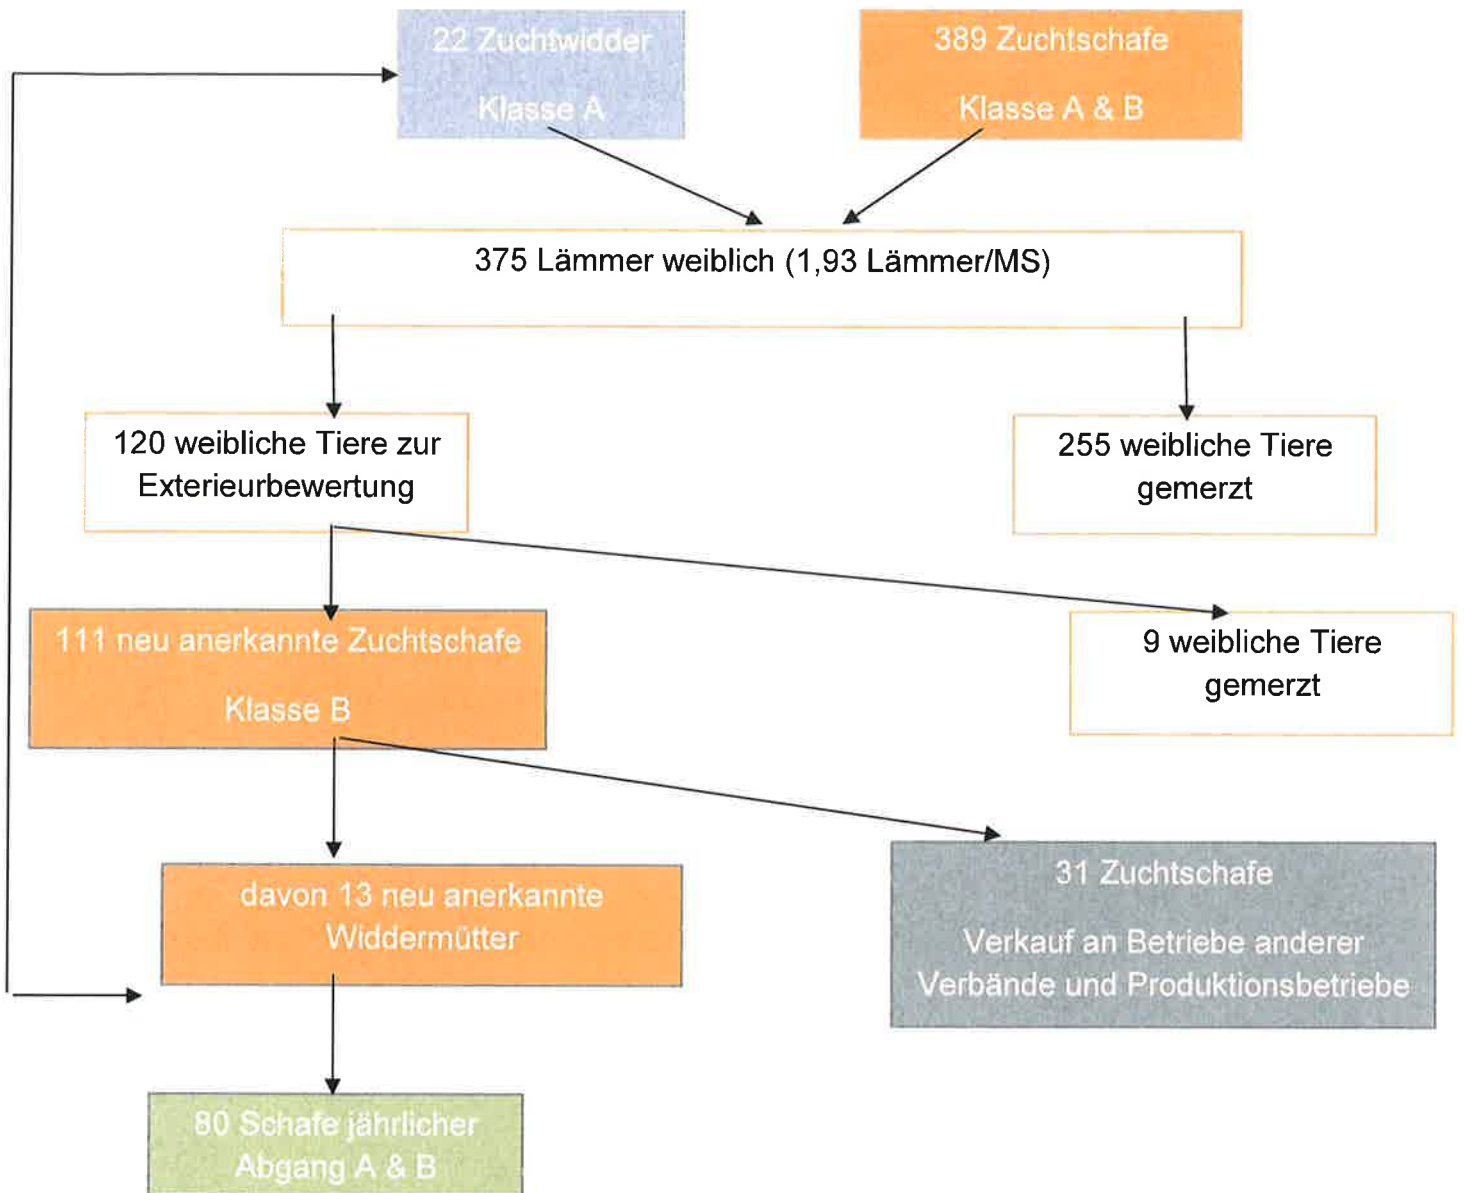 22 Zuchtwidder
Klasse A
389 Zuchtschafe
Klasse A & B
375 Lämmer weiblich (1,93 Lämmer/MS)
120 weibliche Tiere zur
Exterieurbewertung
255 weibliche Tiere
gemerzt
111 neu anerkannte Zuchtschafe
Klasse B
9 weibliche Tiere
gemerzt
davon 13 neu anerkannte
Widdermütter
31 Zuchtschafe
Verkauf an Betriebe anderer
Verbände und Produktionsbetriebe
80 Schafe jährlicher
Abgang A & B